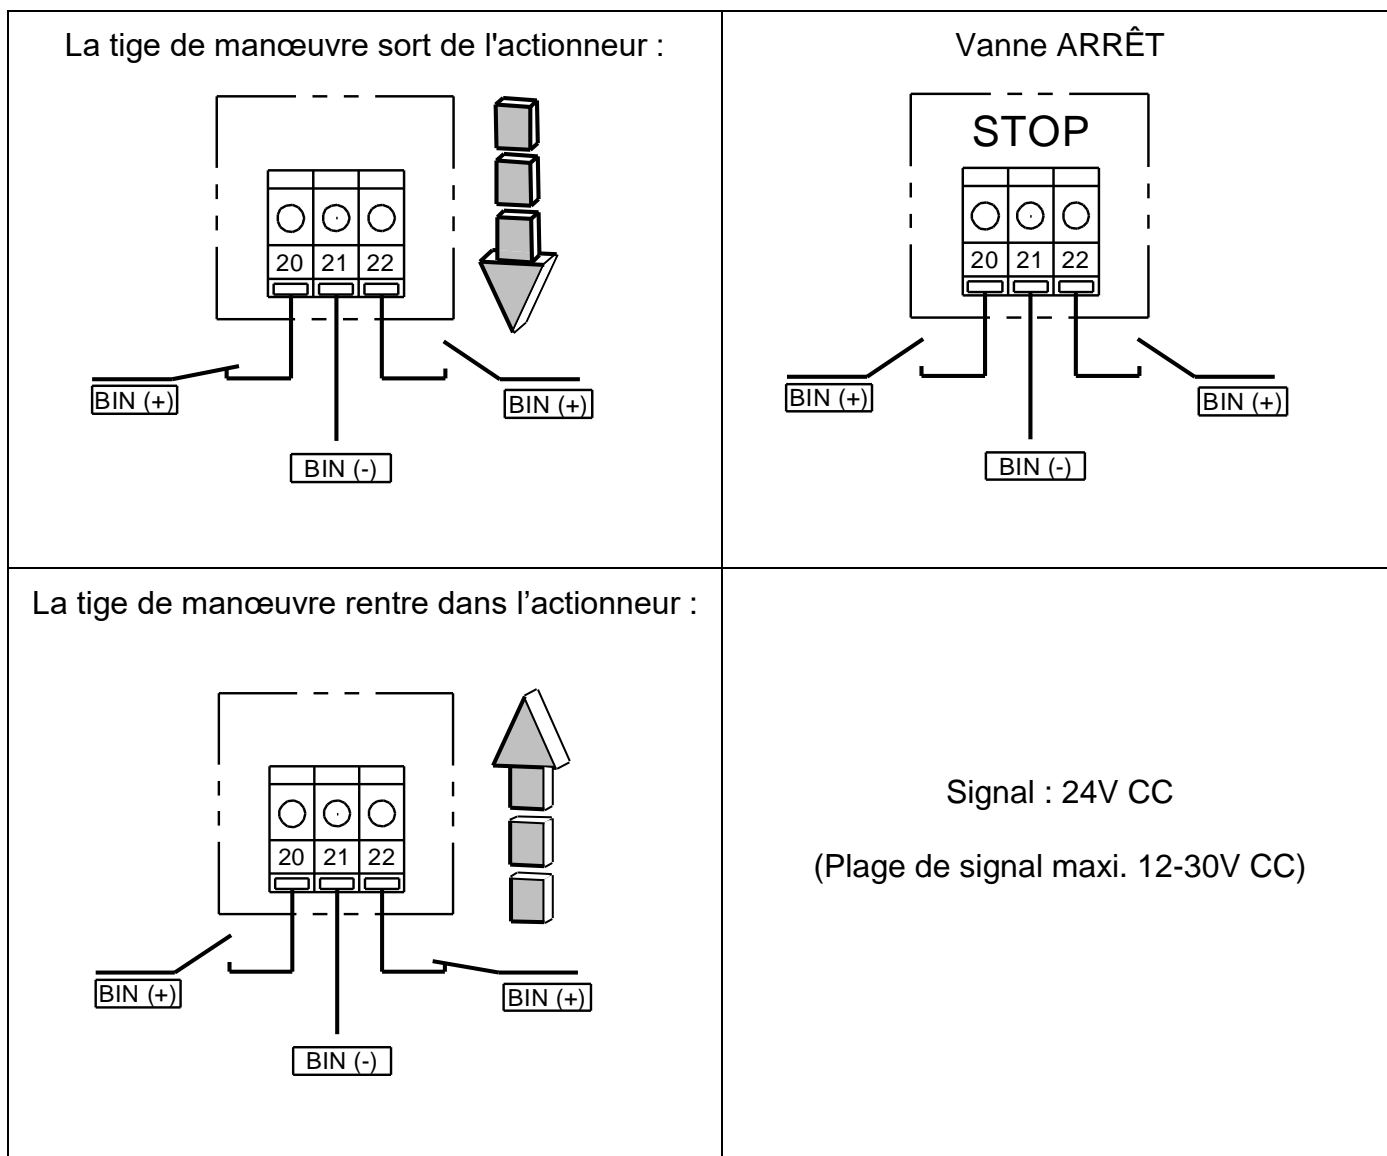 La tige de manœuvre sort de l'actionneur :
20 21 22
BIN (+)
BIN (+)
BIN (-)
Vanne ARRÊT
STOP
20 21 22
BIN (+)
BIN (+)
BIN (-)
La tige de manœuvre rentre dans l’actionneur :
20 21 22
BIN (+)
BIN (+)
BIN (-)
Signal : 24V CC
(Plage de signal maxi. 12-30V CC)